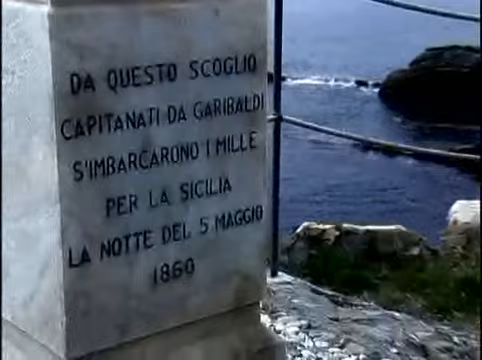 DA QUESTO SCOGLIO
CAPITANATI DA GARIBALDI
S'IMBARCARONO I MILLE
PER LA SICILIA
LA NOTTE DEL 5 MAGGIO
1860